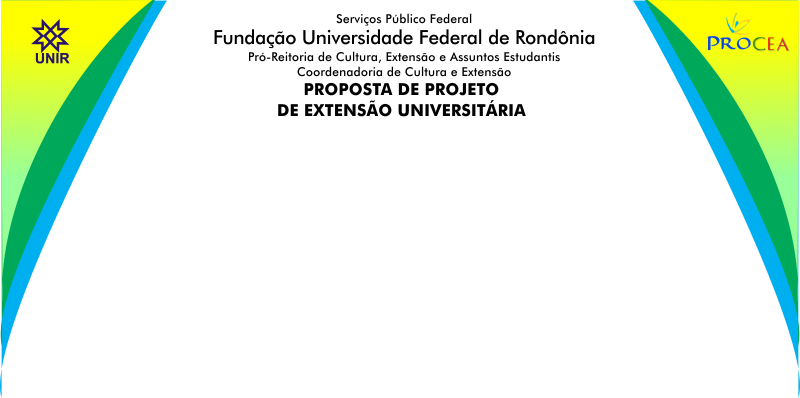 Serviços Público Federal
Fundação Universidade Federal de Rondônia
Pró-Reitoria de Cultura, Extensão e Assuntos Estudantis
Coordenadoria de Cultura e Extensão
PROPOSTA DE PROJETO
DE EXTENSÃO UNIVERSITÁRIA
UNIR
PROCEA